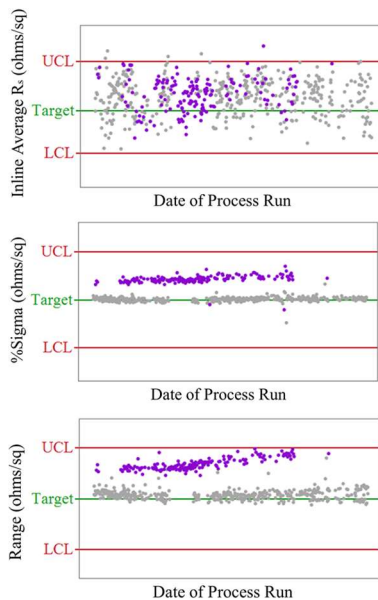 Inline Average Rₛ (ohms/sq)
UCL
Target
LCL
Date of Process Run
%Sigma (ohms/sq)
UCL
Target
LCL
Date of Process Run
Range (ohms/sq)
UCL
Target
LCL
Date of Process Run